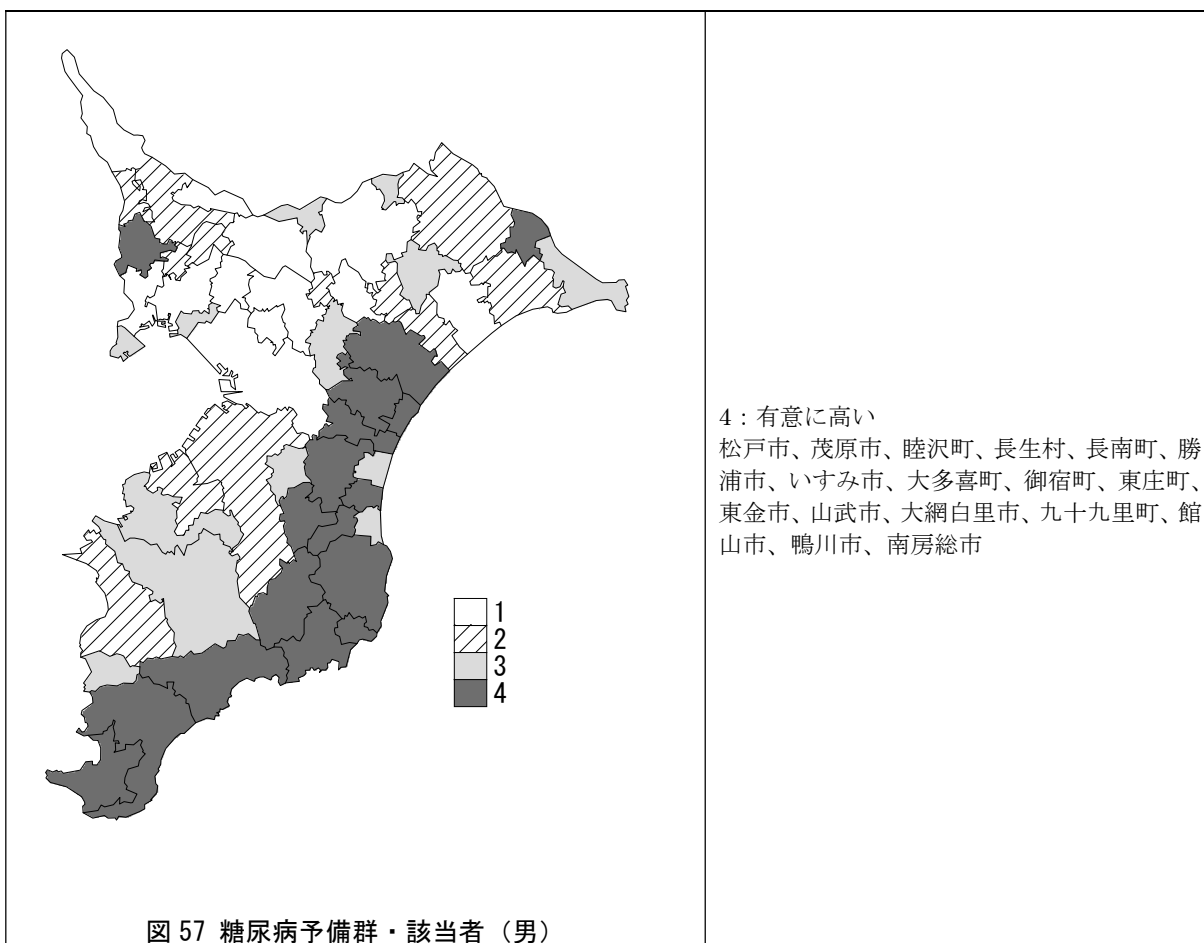 1
2
3
4
図 57 糖尿病予備群・該当者（男）
4：有意に高い
松戸市、茂原市、睦沢町、長生村、長南町、勝
浦市、いすみ市、大多喜町、御宿町、東庄町、
東金市、山武市、大網白里市、九十九里町、館
山市、鴨川市、南房総市